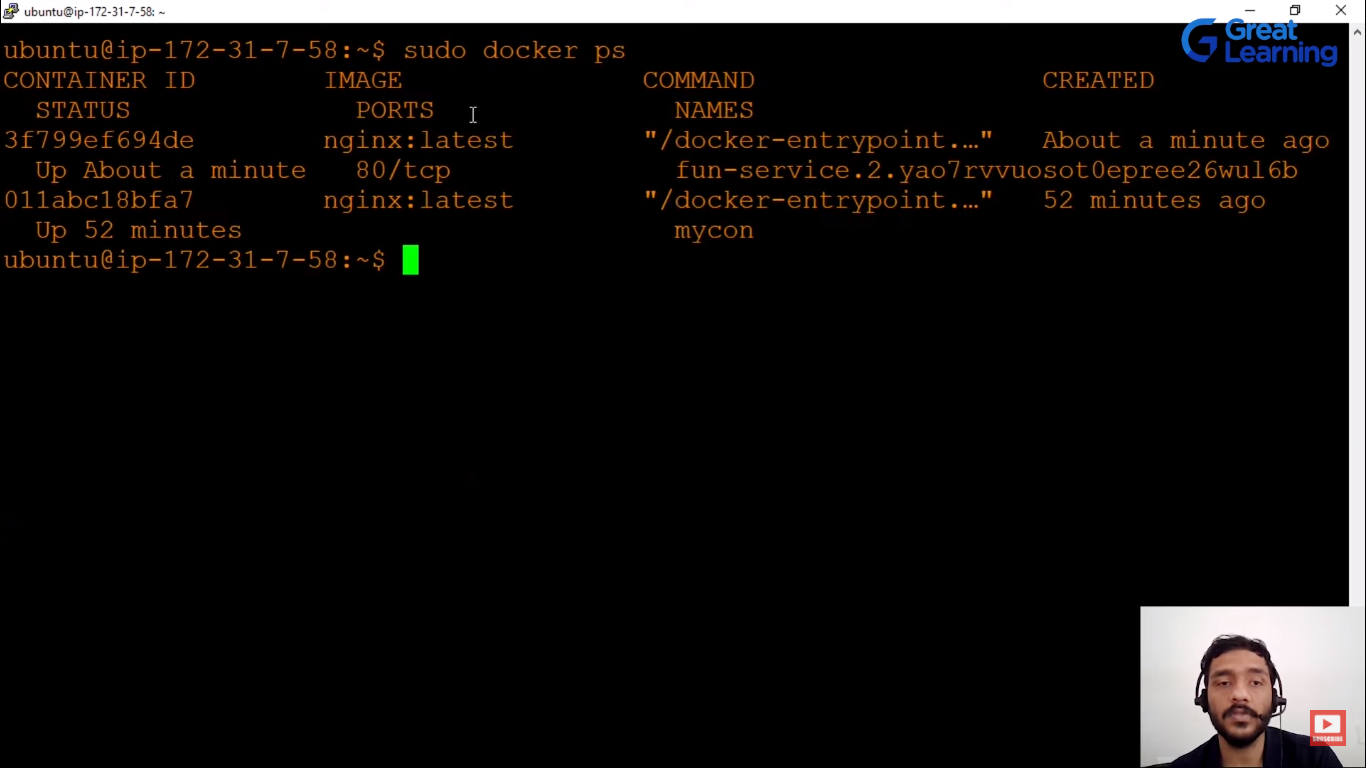 ubuntu@ip-172-31-7-58: ~
Great
Learning
ubuntu@ip-172-31-7-58:~$ sudo docker ps
CONTAINER ID        IMAGE               COMMAND                  CREATED
  STATUS              PORTS               NAMES
3f799ef694de        nginx:latest        "/docker-entrypoint.…"   About a minute ago
  Up About a minute   80/tcp              fun-service.2.yao7rvvuosot0epree26wul6b
011abc18bfa7        nginx:latest        "/docker-entrypoint.…"   52 minutes ago
  Up 52 minutes                           mycon
ubuntu@ip-172-31-7-58:~$
SUBSCRIBE